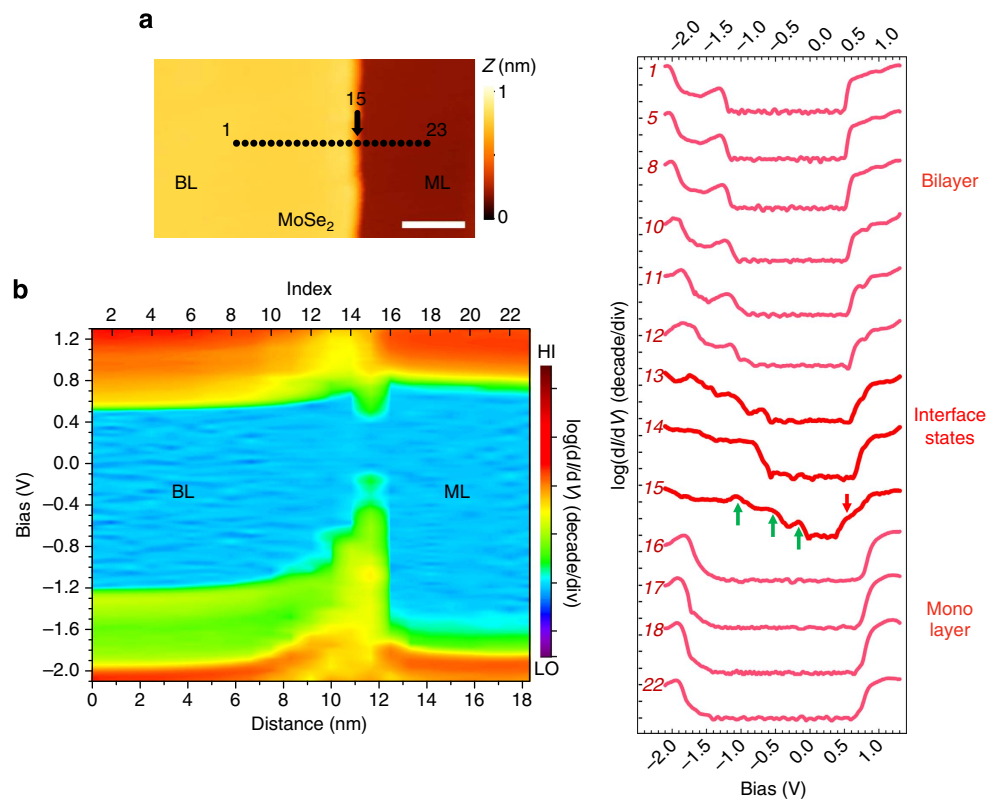 a
Z (nm)
1
0
15
1
23
BL
ML
MoSe2
b
Index
2 4 6 8 10 12 14 16 18 20 22
1.2
0.8
0.4
0.0
−0.4
−0.8
−1.2
−1.6
−2.0
Bias (V)
BL
ML
0 2 4 6 8 10 12 14 16 18
Distance (nm)
HI
LO
log(dI/dV) (decade/div)
−2.0 −1.5 −1.0 −0.5 0.0 0.5 1.0
1
5
8
10
11
12
13
14
15
16
17
18
22
log(dI/dV) (decade/div)
Bilayer
Interface
states
Mono
layer
−2.0 −1.5 −1.0 −0.5 0.0 0.5 1.0
Bias (V)